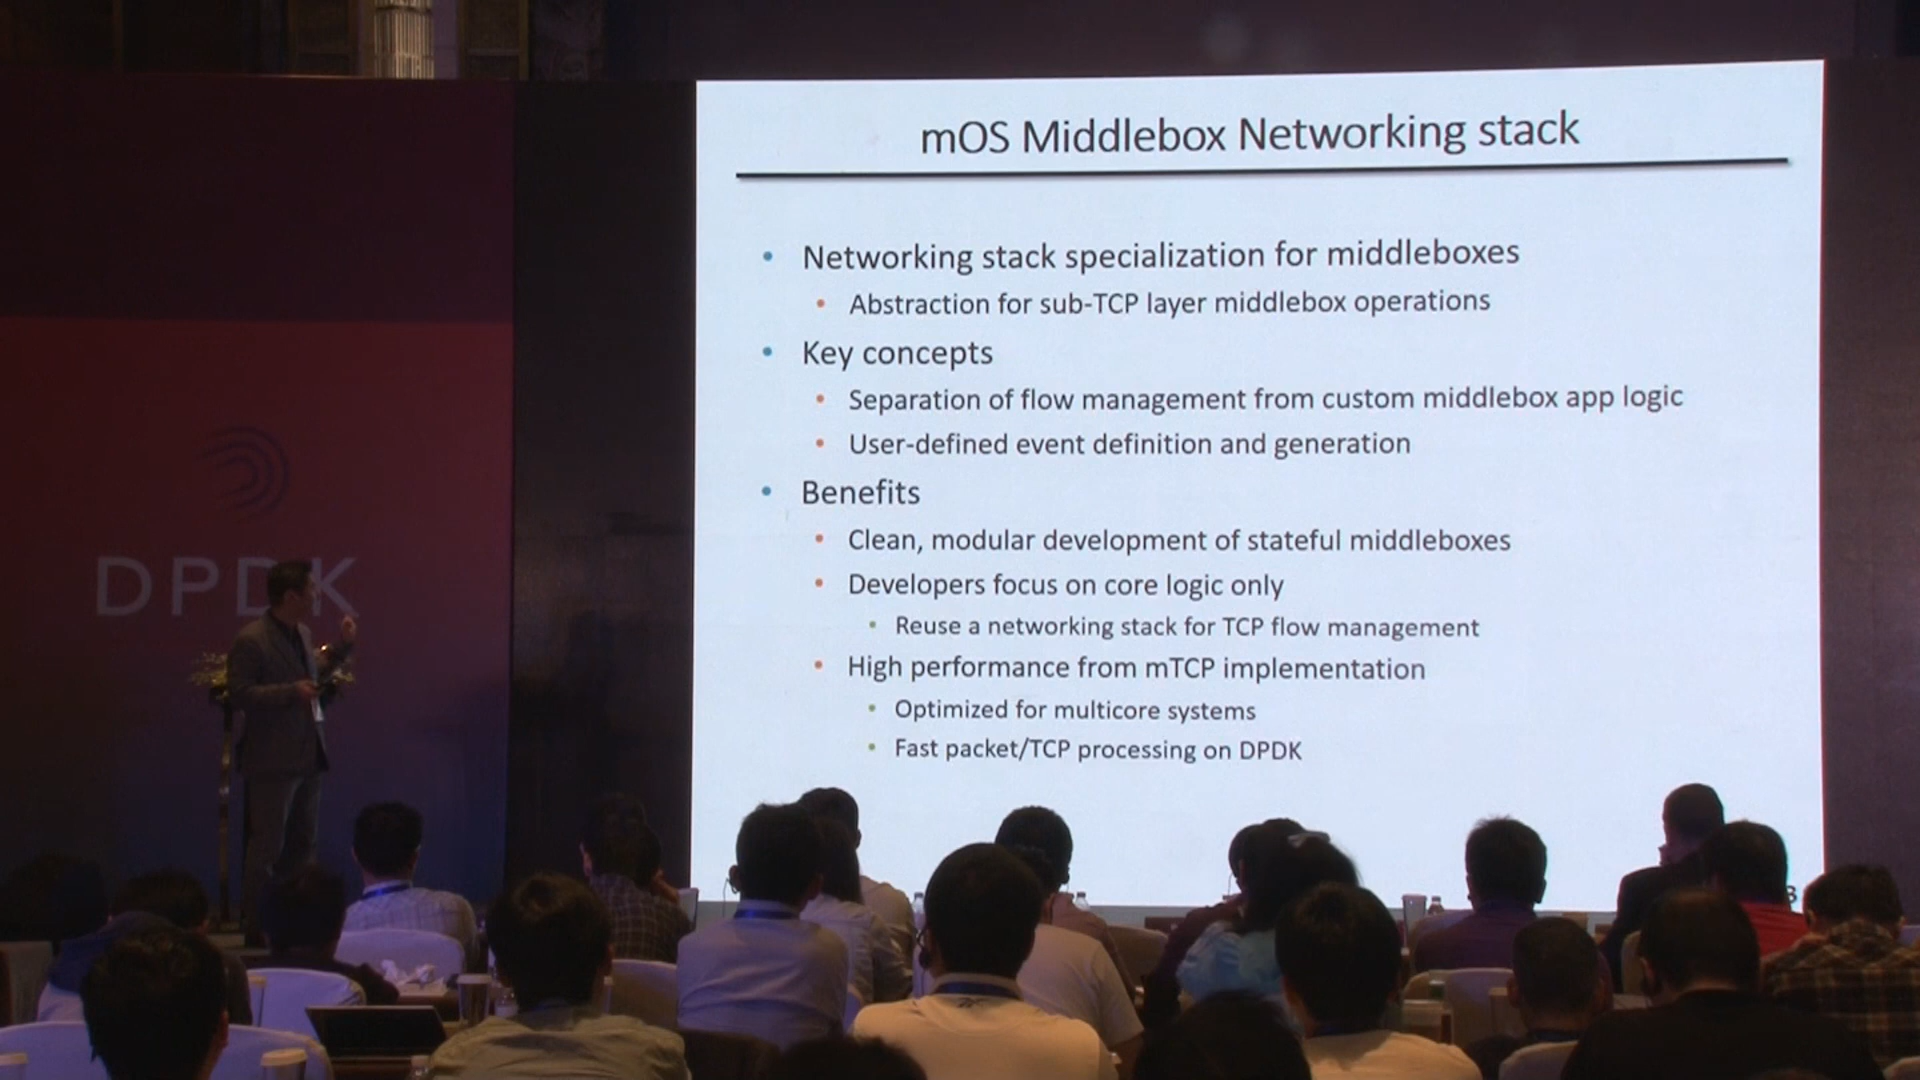 mOS Middlebox Networking stack
• Networking stack specialization for middleboxes
• Abstraction for sub-TCP layer middlebox operations
• Key concepts
• Separation of flow management from custom middlebox app logic
• User-defined event definition and generation
• Benefits
• Clean, modular development of stateful middleboxes
• Developers focus on core logic only
• Reuse a networking stack for TCP flow management
• High performance from mTCP implementation
• Optimized for multicore systems
• Fast packet/TCP processing on DPDK
DPDK